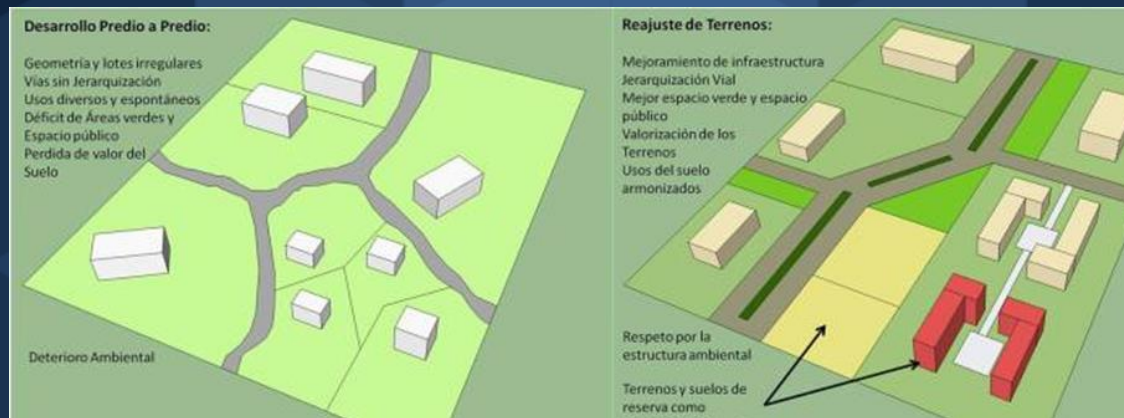 Desarrollo Predio a Predio:
Geometría y lotes irregulares
Vías sin Jerarquización
Usos diversos y espontáneos
Déficit de Áreas verdes y
Espacio público
Perdida de valor del
Suelo
Deterioro Ambiental
Reajuste de Terrenos:
Mejoramiento de infraestructura
Jerarquización Vial
Mejor espacio verde y espacio
público
Valorización de los
Terrenos
Usos del suelo
armonizados
Respeto por la
estructura ambiental
Terrenos y suelos de
reserva como